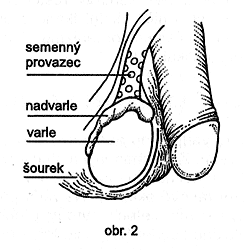 semenný
provazec
nadvarle
varle
šourek
obr. 2